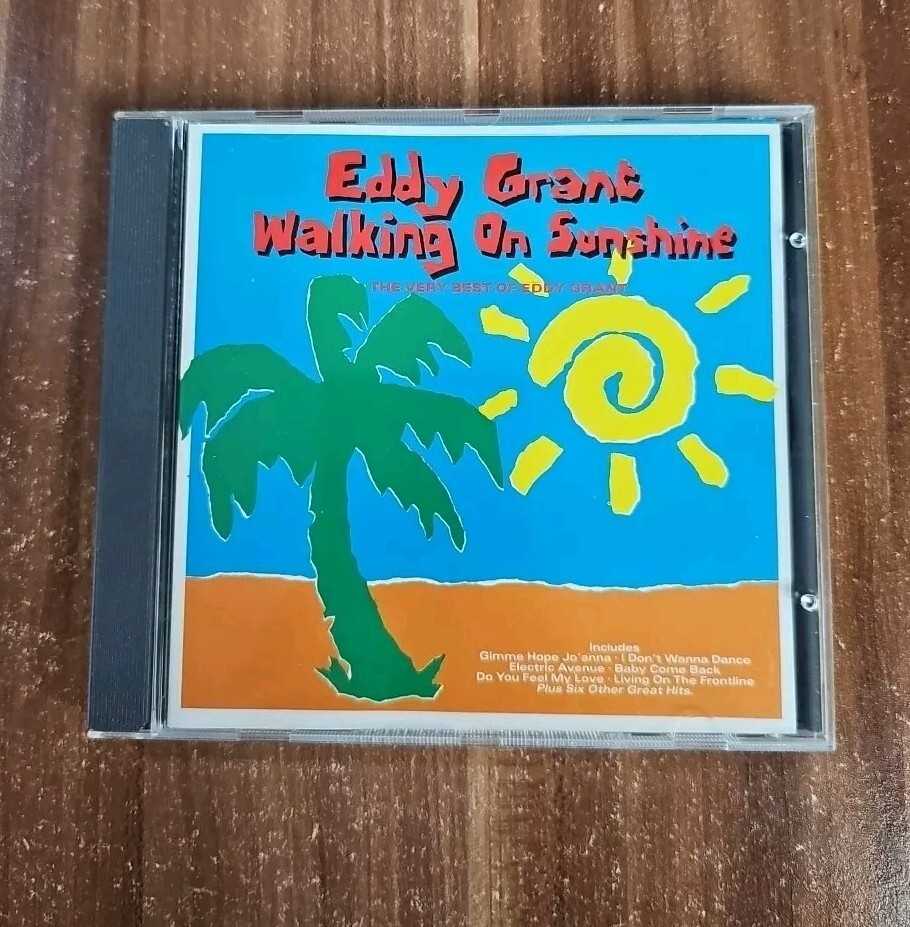 Eddy Grant
Walking On Sunshine
THE VERY BEST OF EDDY GRANT
Includes
Gimme Hope Jo'anna · I Don't Wanna Dance
Electric Avenue · Baby Come Back
Do You Feel My Love · Living On The Frontline
Plus Six Other Great Hits.